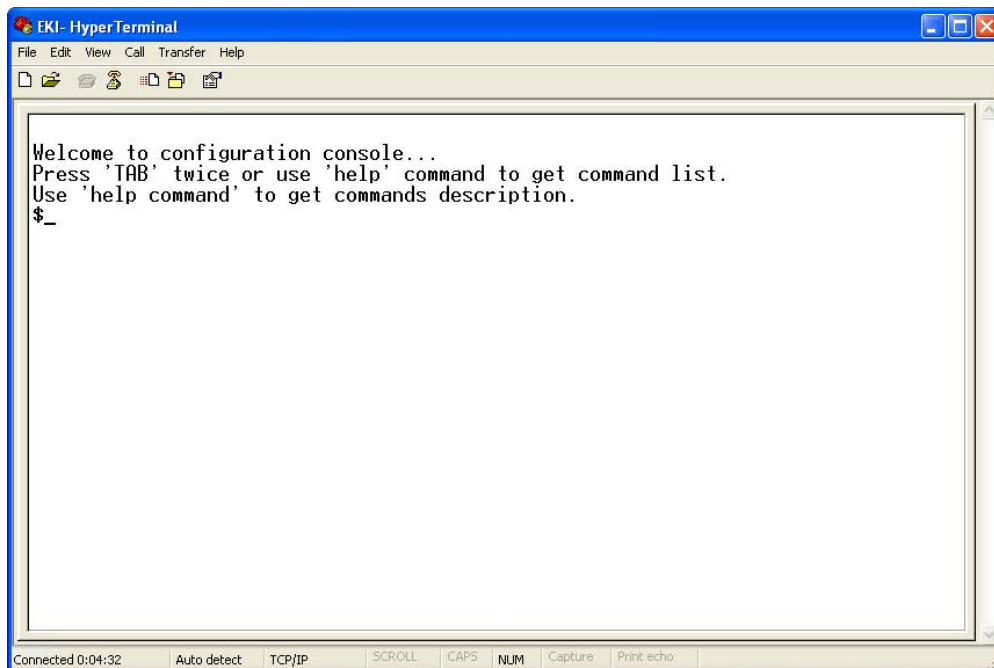 EKI- HyperTerminal
File Edit View Call Transfer Help
Welcome to configuration console...
Press 'TAB' twice or use 'help' command to get command list.
Use 'help command' to get commands description.
$_
Connected 0:04:32 Auto detect TCP/IP SCROLL CAPS NUM Capture Print echo